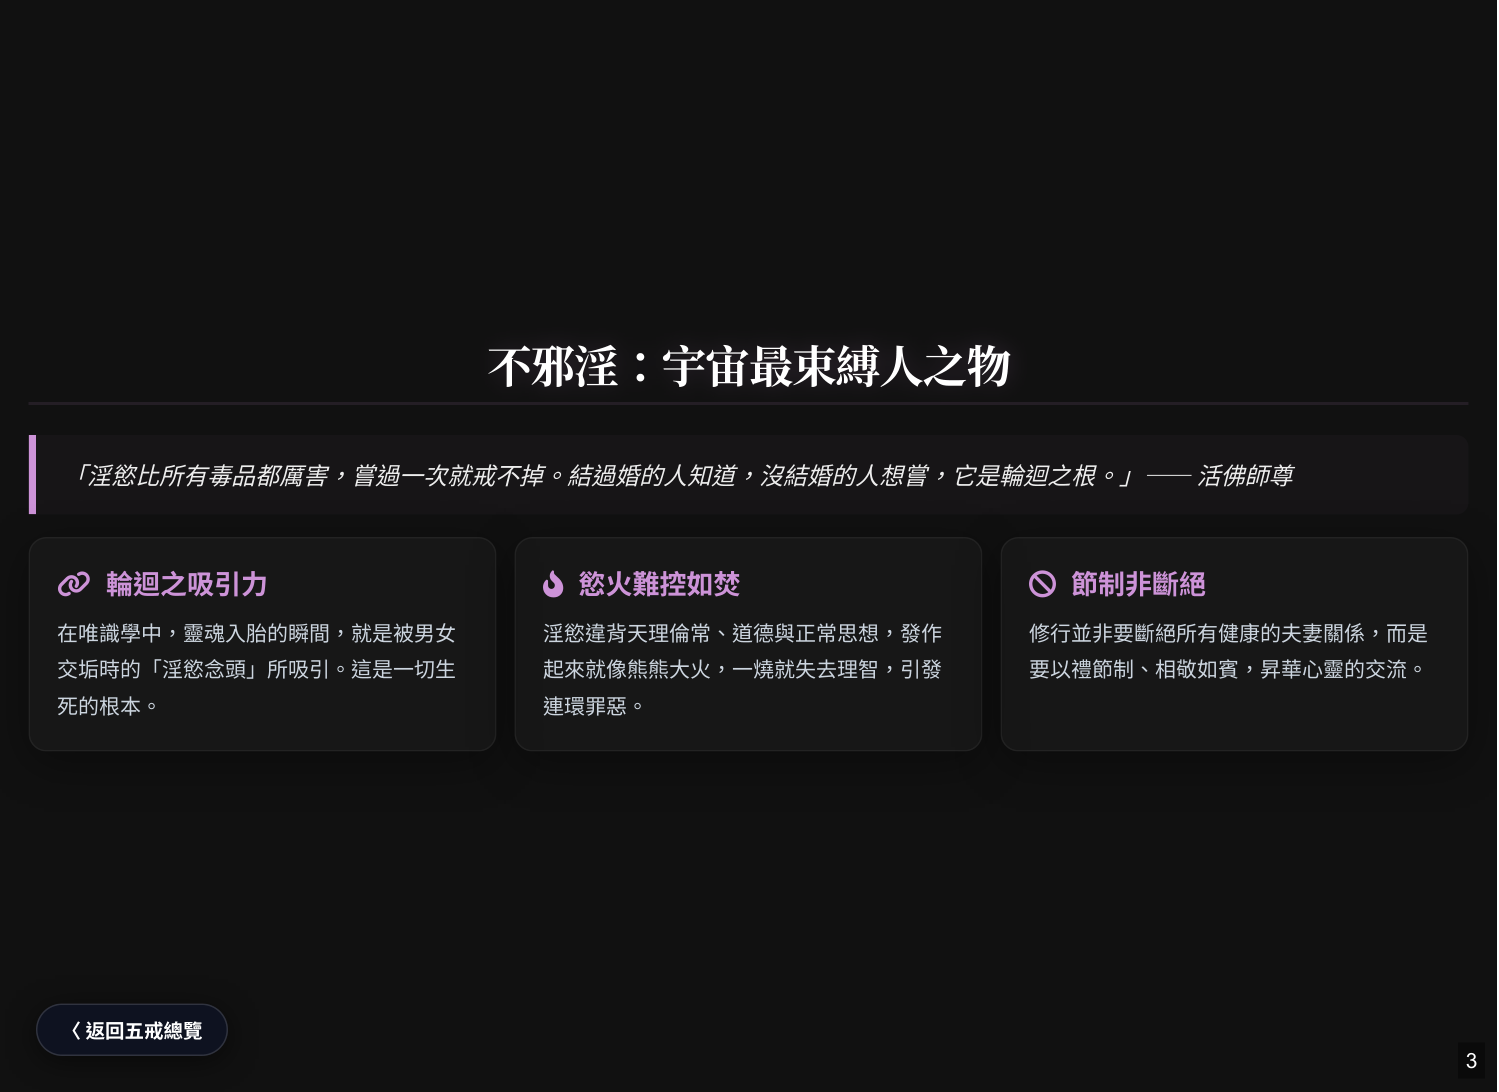 不邪淫：宇宙最束縛人之物
「淫慾比所有毒品都厲害，嘗過一次就戒不掉。結過婚的人知道，沒結婚的人想嘗，它是輪迴之根。」—— 活佛師尊
輪迴之吸引力
在唯識學中，靈魂入胎的瞬間，就是被男女
交垢時的「淫慾念頭」所吸引。這是一切生
死的根本。
慾火難控如焚
淫慾違背天理倫常、道德與正常思想，發作
起來就像熊熊大火，一燒就失去理智，引發
連環罪惡。
節制非斷絕
修行並非要斷絕所有健康的夫妻關係，而是
要以禮節制、相敬如賓，昇華心靈的交流。
〈 返回五戒總覽
3